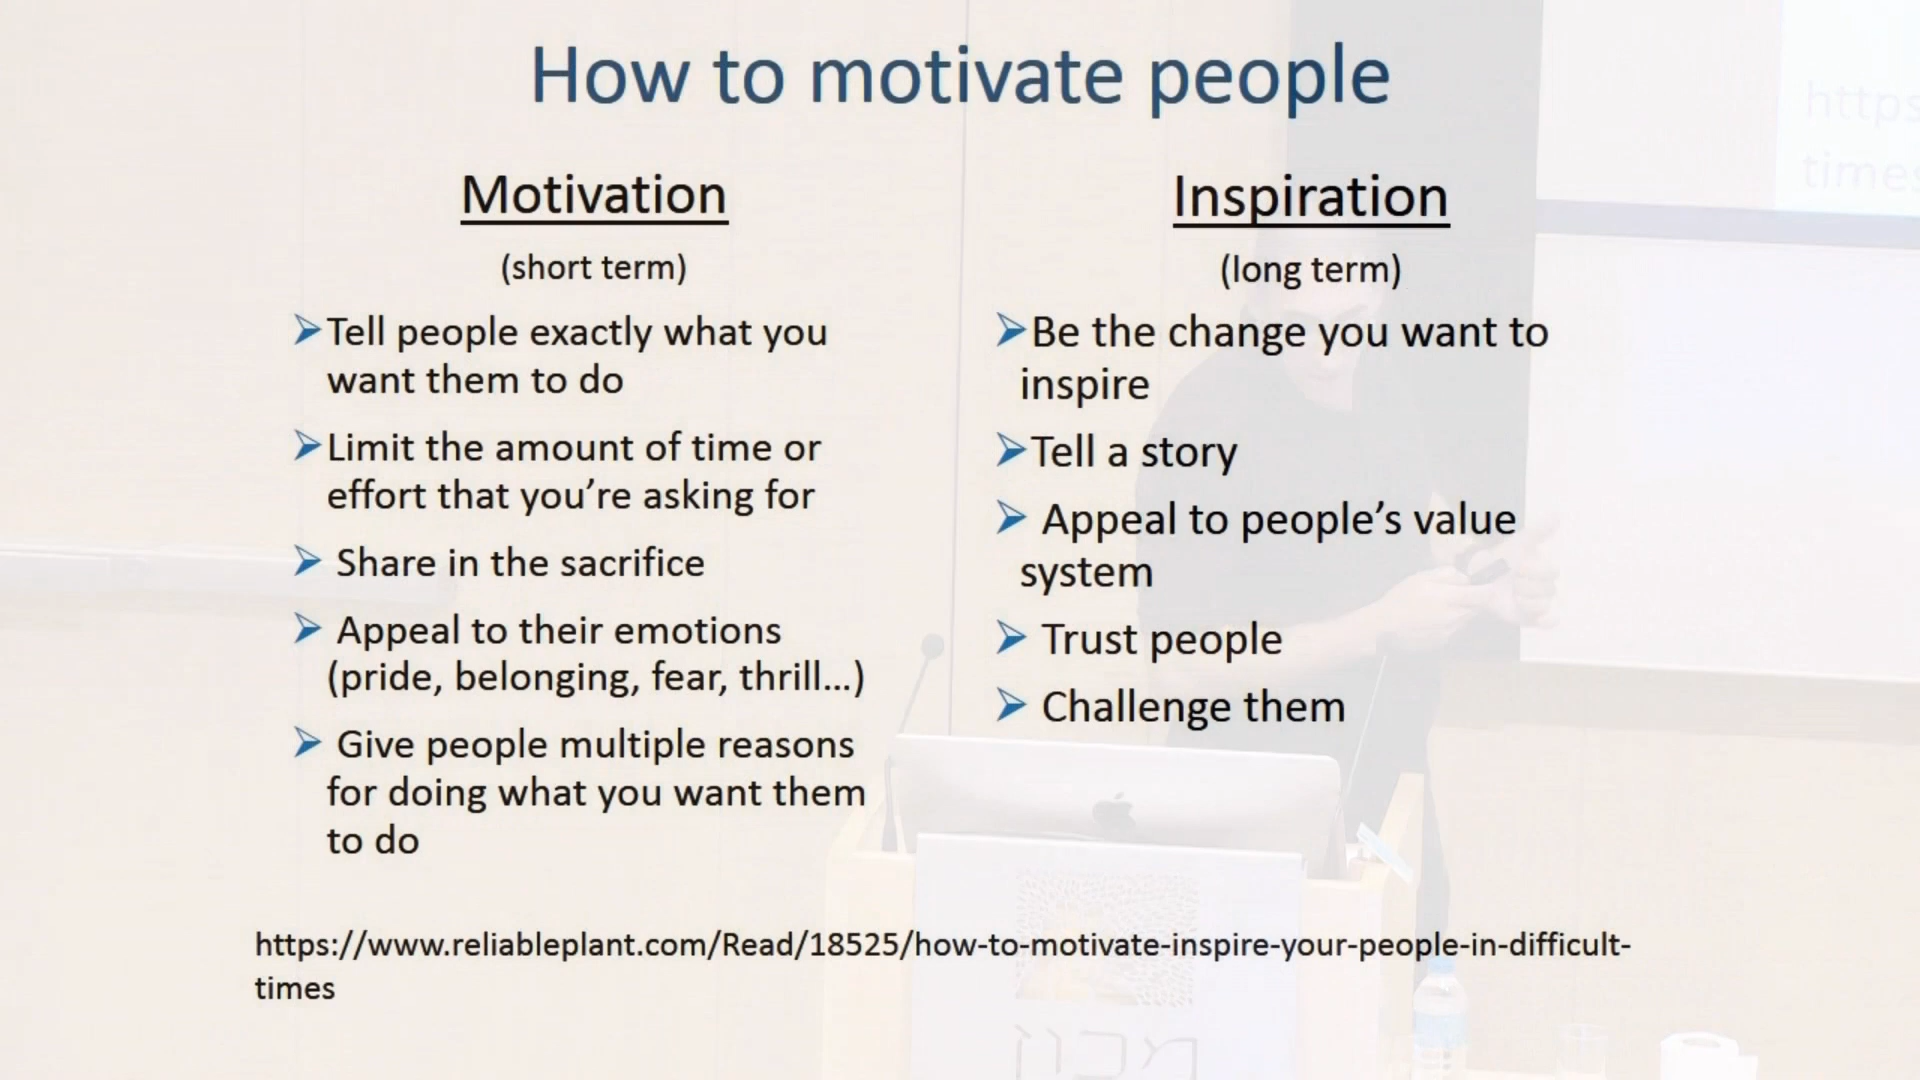 How to motivate people
Motivation
(short term)
➢Tell people exactly what you
want them to do
➢Limit the amount of time or
effort that you’re asking for
➢ Share in the sacrifice
➢ Appeal to their emotions
(pride, belonging, fear, thrill…)
➢ Give people multiple reasons
for doing what you want them
to do
Inspiration
(long term)
➢Be the change you want to
inspire
➢Tell a story
➢ Appeal to people’s value
system
➢ Trust people
➢ Challenge them
https://www.reliableplant.com/Read/18525/how-to-motivate-inspire-your-people-in-difficult-
times
https
times
מכון